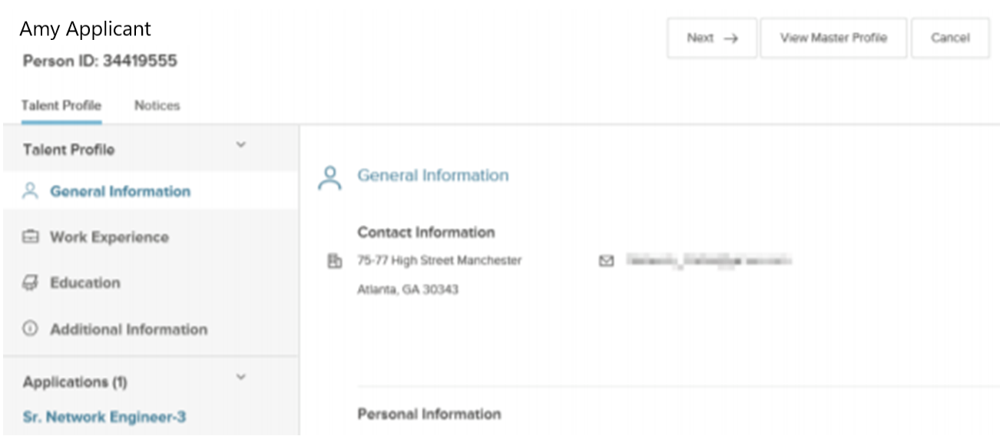 Amy Applicant
Next → View Master Profile Cancel
Person ID: 34419555
Talent Profile Notices
Talent Profile
General Information
Work Experience
Education
Additional Information
Applications (1)
Sr. Network Engineer-3
General Information
Contact Information
75-77 High Street Manchester
Atlanta, GA 30343
Personal Information